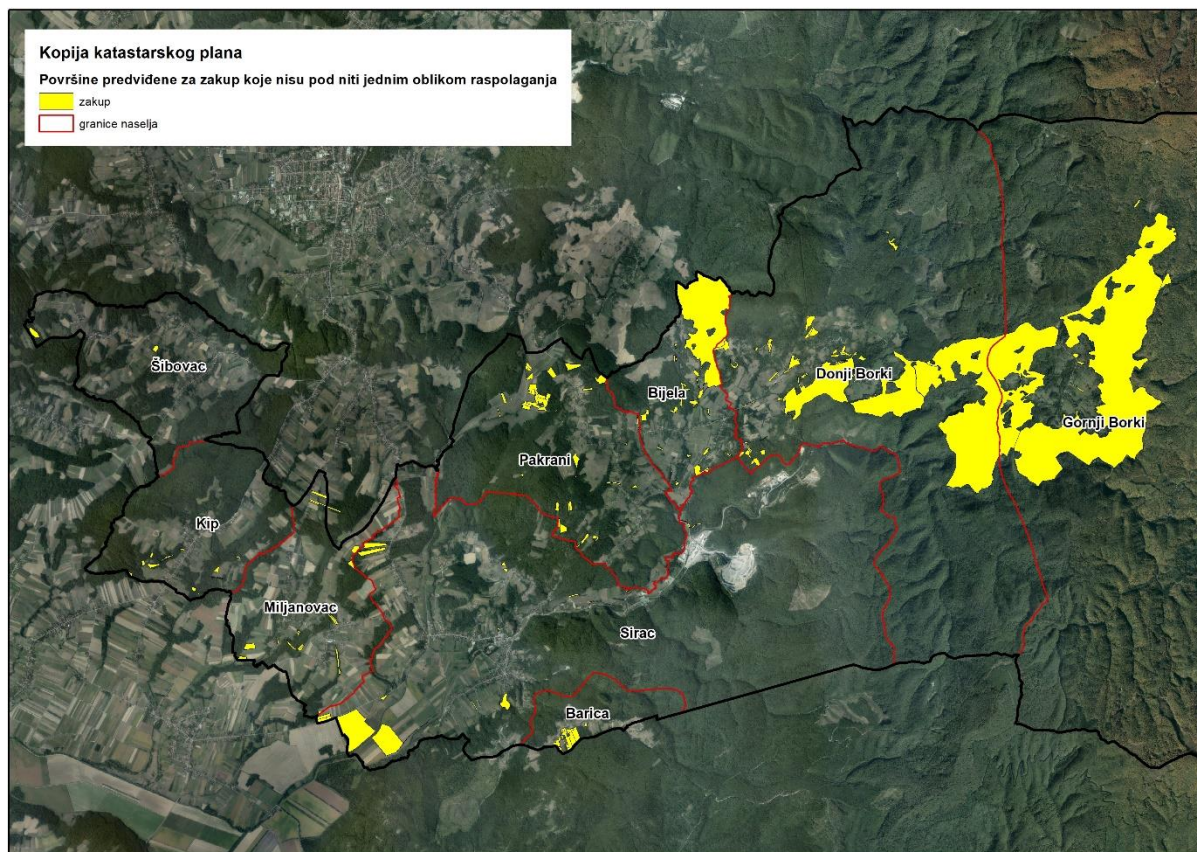 Kopija katastarskog plana
Površine predviđene za zakup koje nisu pod niti jednim oblikom raspolaganja
zakup
granice naselja
Šibovac
Bijela
Donji Borki
Gornji Borki
Pakrani
Kip
Miljanovac
Sirac
Barica